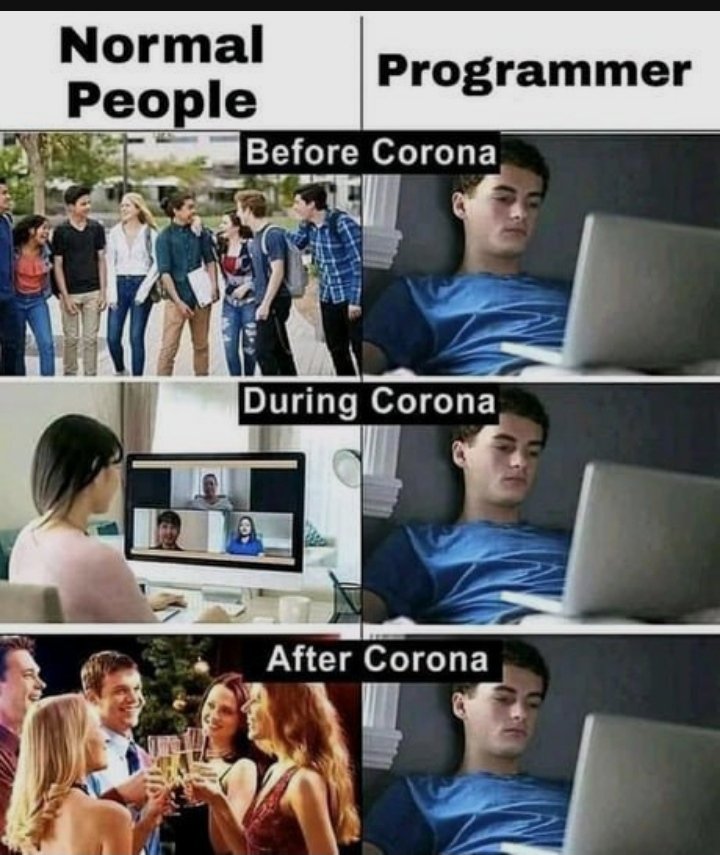 Normal
People
Programmer
Before Corona
During Corona
After Corona